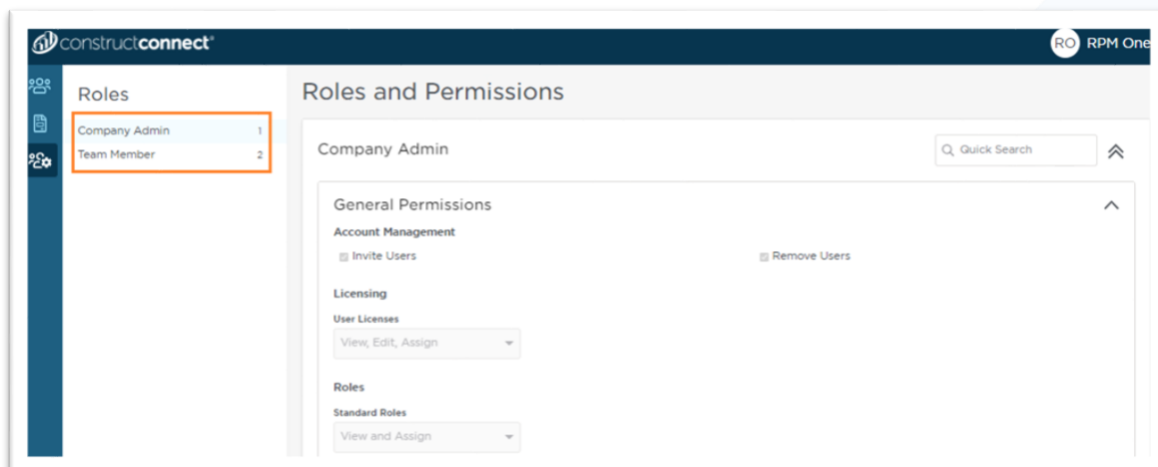 constructconnect®
RO RPM One
Roles
Company Admin 1
Team Member 2
Roles and Permissions
Company Admin
Quick Search
General Permissions
Account Management
Invite Users
Remove Users
Licensing
User Licenses
View, Edit, Assign
Roles
Standard Roles
View and Assign